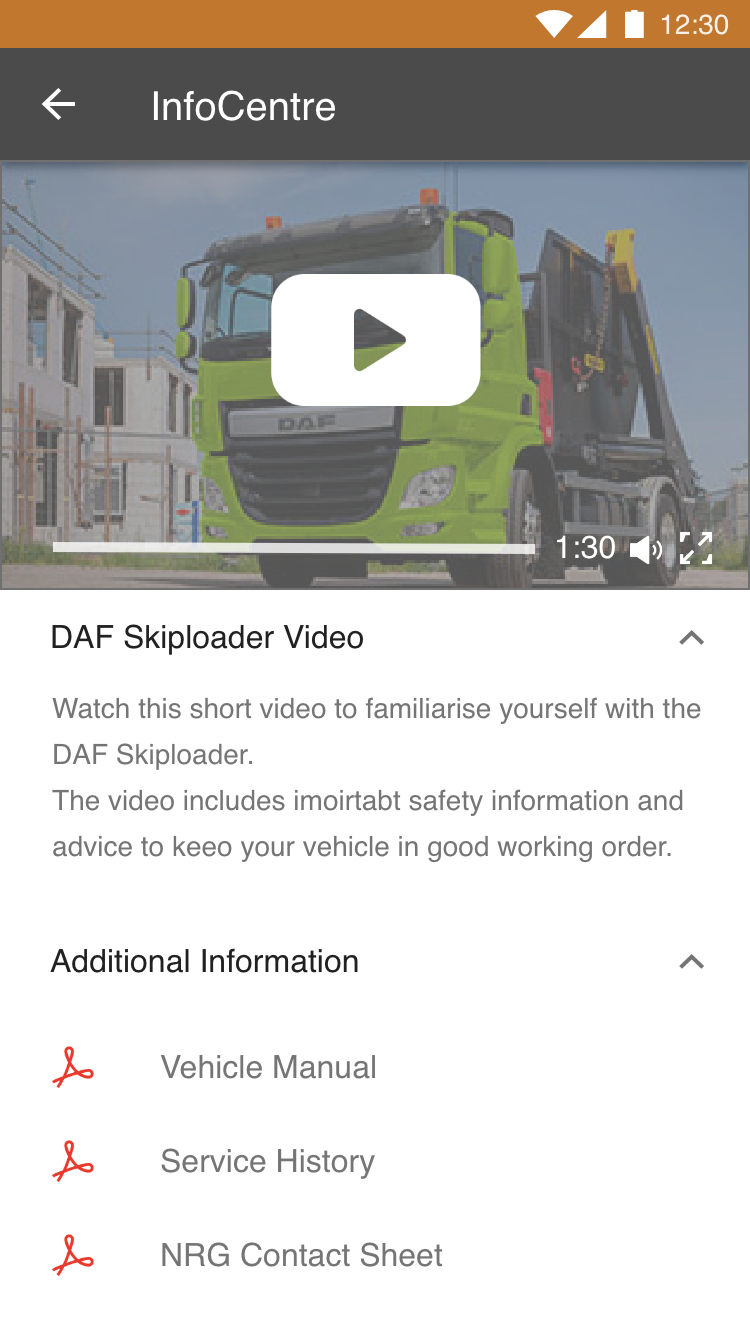 12:30
InfoCentre
DAF
1:30
DAF Skiploader Video
Watch this short video to familiarise yourself with the
DAF Skiploader.
The video includes imoirtabt safety information and
advice to keeo your vehicle in good working order.
Additional Information
Vehicle Manual
Service History
NRG Contact Sheet